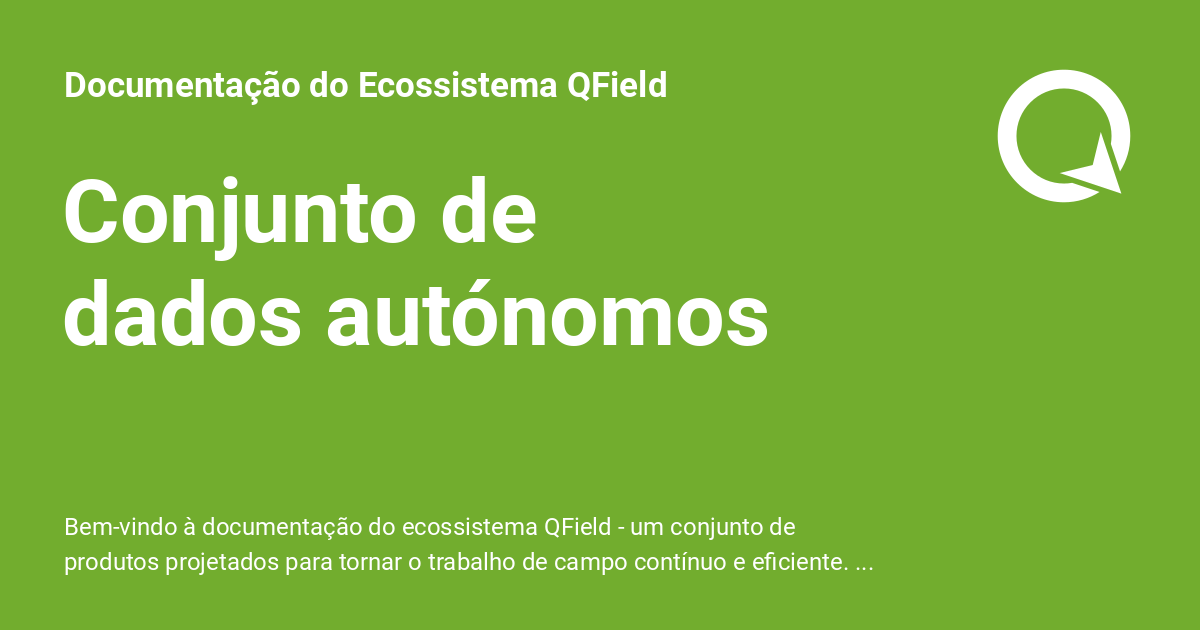 Documentação do Ecossistema QField
Conjunto de
dados autónomos
Bem-vindo à documentação do ecossistema QField - um conjunto de
produtos projetados para tornar o trabalho de campo contínuo e eficiente. ...